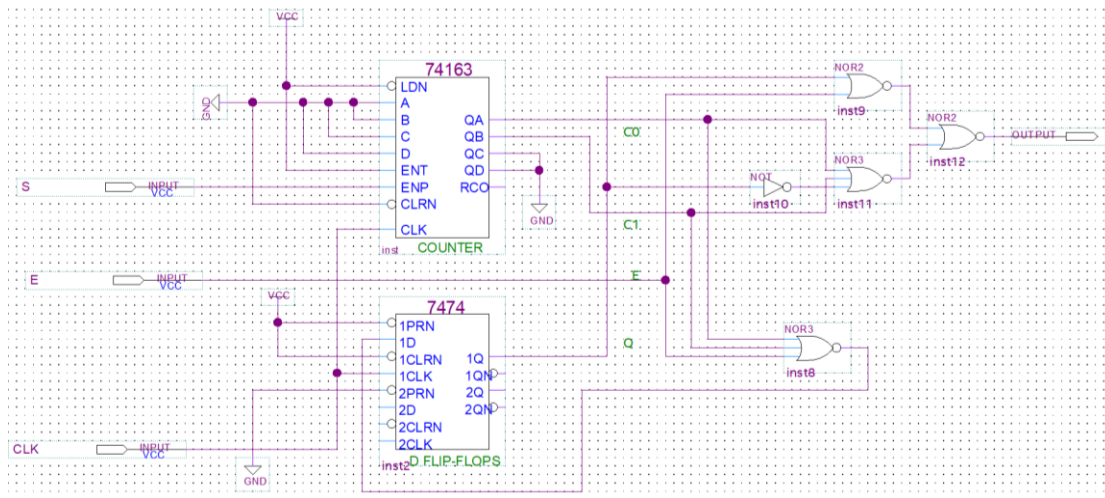 VCC
74163
LDN
A
B
C
D
ENT
ENP
CLRN
CLK
QA
QB
QC
QD
RCO
inst
COUNTER
GND
GND
S
INPUT
VCC
E
INPUT
VCC
CLK
INPUT
VCC
VCC
7474
1PRN
1D
1CLRN
1CLK
2PRN
2D
2CLRN
2CLK
1Q
1QN
2Q
2QN
inst2
D FLIP-FLOPS
GND
C0
C1
E
Q
NOR2
inst9
NOT
inst10
NOR3
inst11
NOR2
inst12
OUTPUT
NOR3
inst8